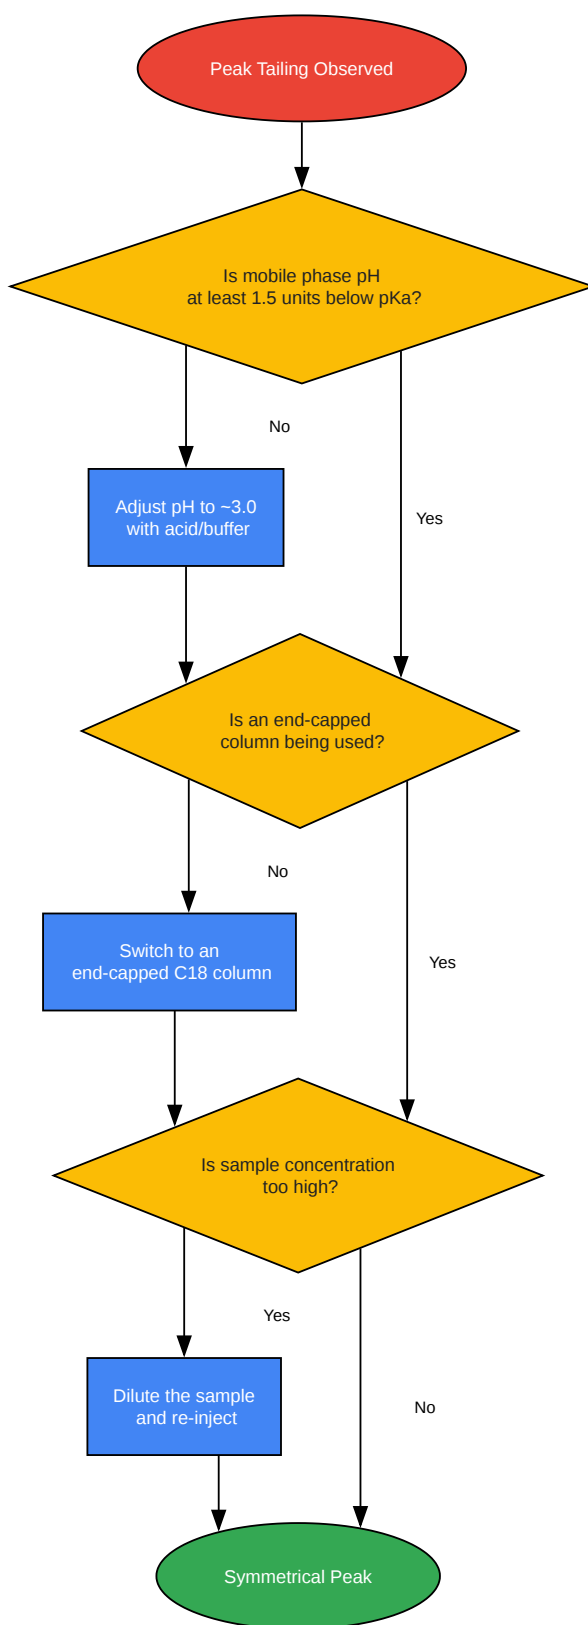 Peak Tailing Observed
Is mobile phase pH
at least 1.5 units below pKa?
No
Adjust pH to ~3.0
with acid/buffer
Yes
Is an end-capped
column being used?
No
Switch to an
end-capped C18 column
Yes
Is sample concentration
too high?
Yes
Dilute the sample
and re-inject
No
Symmetrical Peak